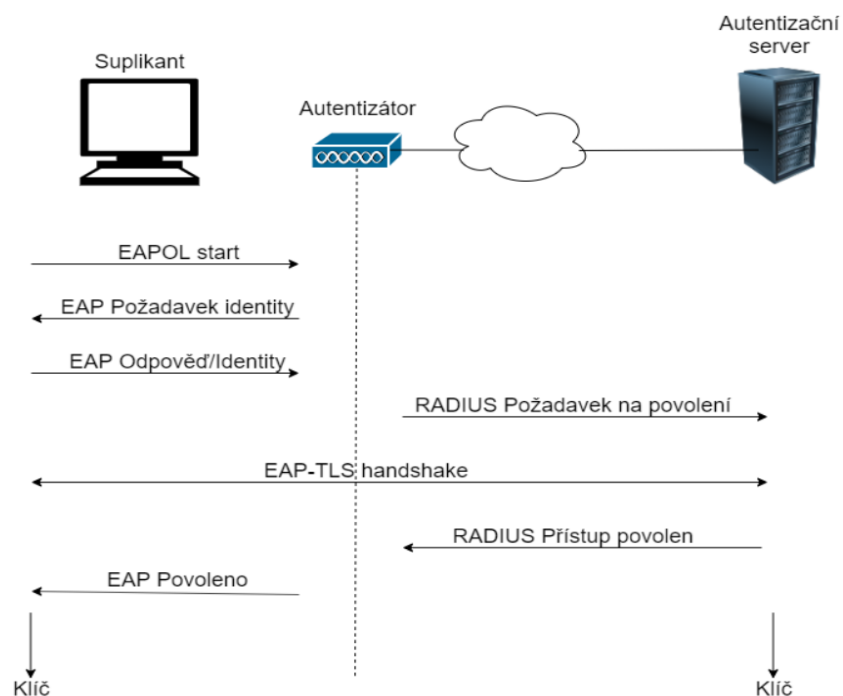 Autentizační
server
Suplikant
Autentizátor
EAPOL start
EAP Požadavek identity
EAP Odpověď/Identity
RADIUS Požadavek na povolení
EAP-TLS handshake
RADIUS Přístup povolen
EAP Povoleno
Klíč
Klíč